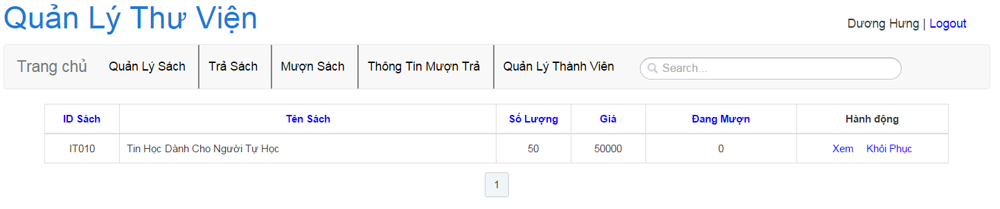 Quản Lý Thư Viện
Dương Hưng | Logout
Trang chủ Quản Lý Sách Trả Sách Mượn Sách Thông Tin Mượn Trả Quản Lý Thành Viên Search...
ID Sách Tên Sách Số Lượng Giá Đang Mượn Hành động
IT010 Tin Học Dành Cho Người Tự Học 50 50000 0 Xem Khôi Phục
1